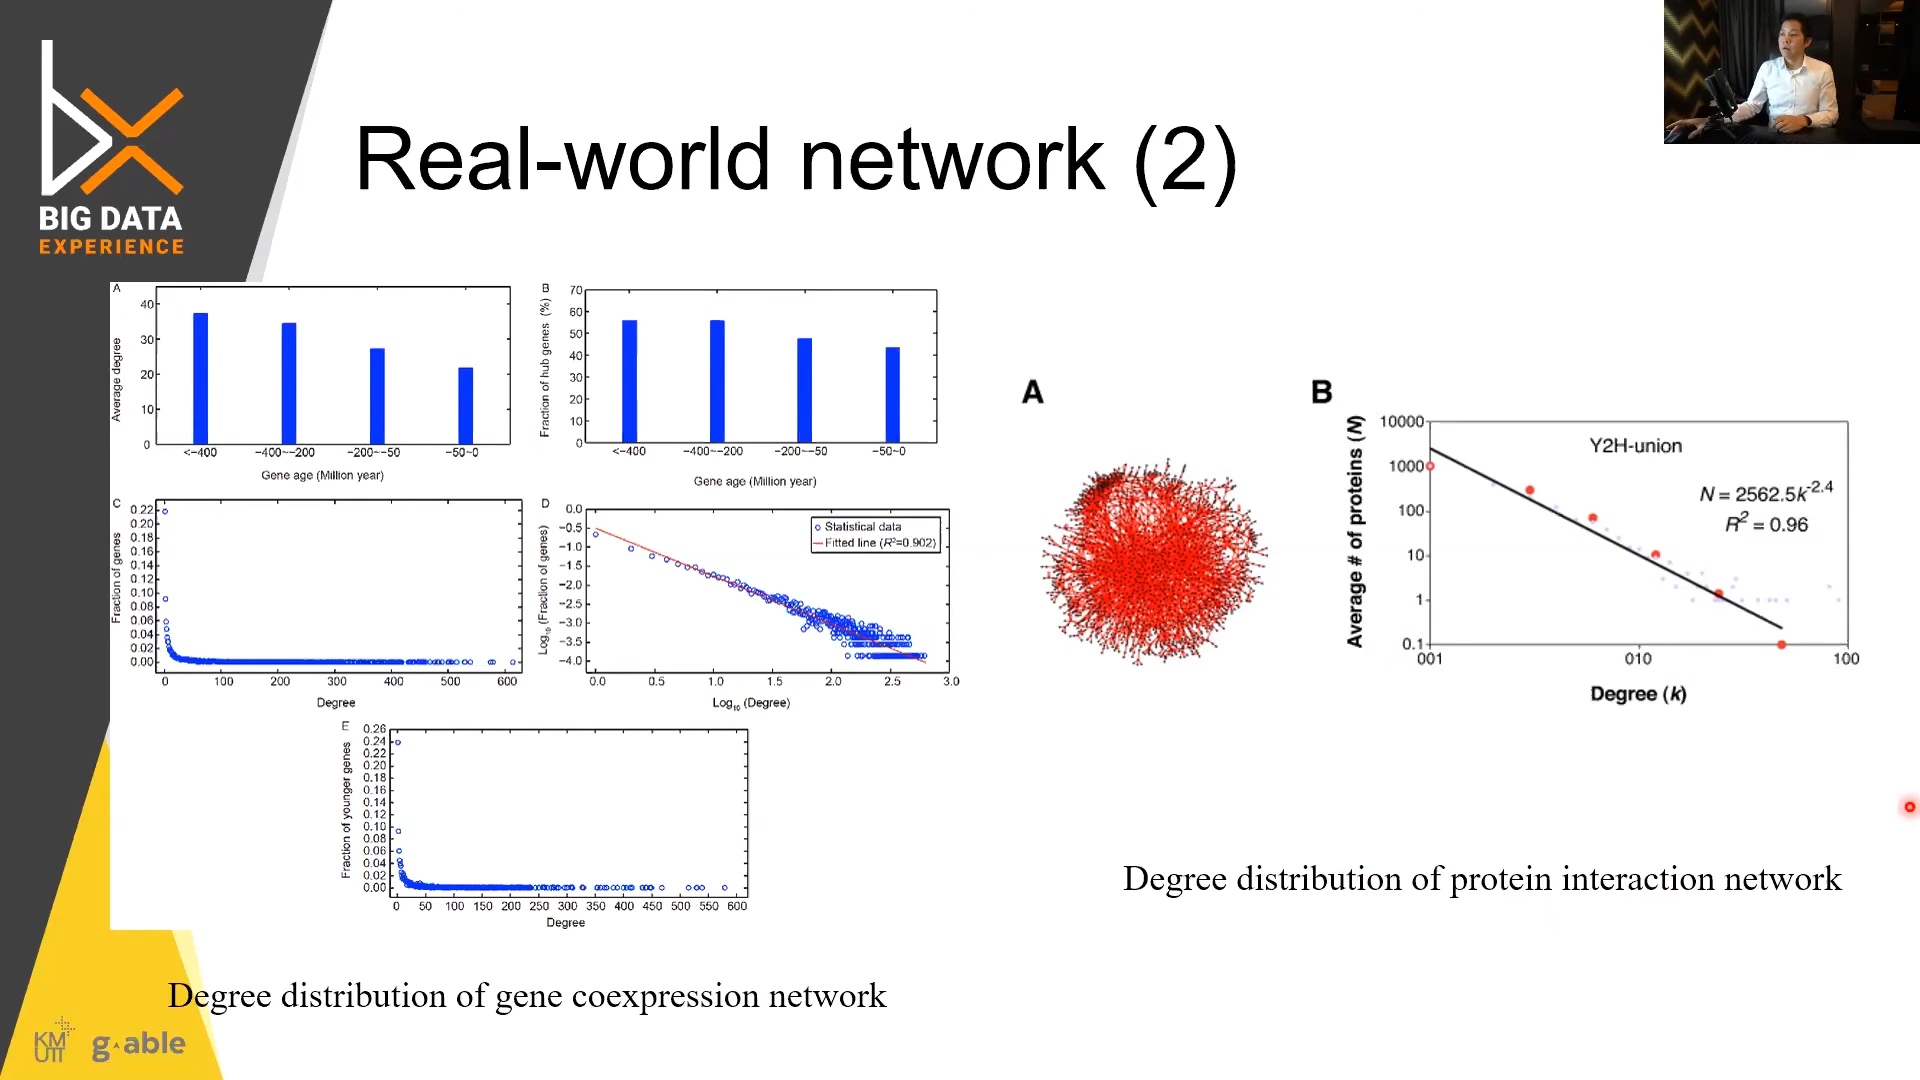 BIG DATA
EXPERIENCE
Real-world network (2)
A
Average degree
40
30
20
10
0
<−400
−400~−200
−200~−50
−50~0
Gene age (Million year)
B
Fraction of hub genes (%)
70
60
50
40
30
20
10
0
<−400
−400~−200
−200~−50
−50~0
Gene age (Million year)
C
Fraction of genes
0.22
0.20
0.18
0.16
0.14
0.12
0.10
0.08
0.06
0.04
0.02
0.00
0 100 200 300 400 500 600
Degree
D
Log10 (Fraction of genes)
0.0
−0.5
−1.0
−1.5
−2.0
−2.5
−3.0
−3.5
−4.0
Statistical data
Fitted line (R²=0.902)
0.0 0.5 1.0 1.5 2.0 2.5 3.0
Log10 (Degree)
E
Fraction of younger genes
0.26
0.24
0.22
0.20
0.18
0.16
0.14
0.12
0.10
0.08
0.06
0.04
0.02
0.00
0 50 100 150 200 250 300 350 400 450 500 550 600
Degree
Degree distribution of gene coexpression network
A
B
Average # of proteins (N)
10000
1000
100
10
1
0.1
Y2H-union
N = 2562.5k^-2.4
R² = 0.96
001 010 100
Degree (k)
Degree distribution of protein interaction network
KM
UTT
g-able